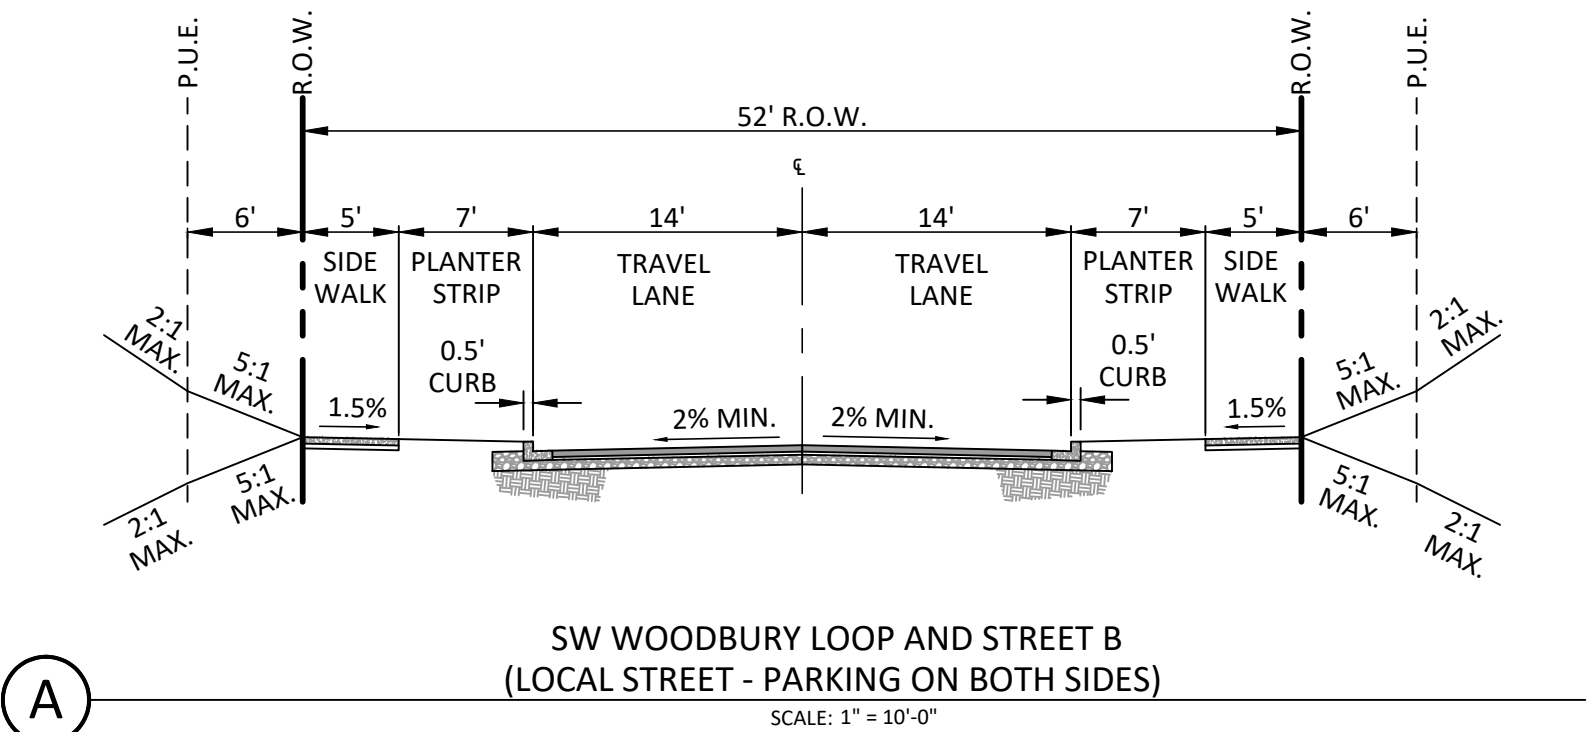 P.U.E.
R.O.W.
R.O.W.
P.U.E.
52' R.O.W.
℄
6'
5'
7'
14'
14'
7'
5'
6'
SIDE
WALK
PLANTER
STRIP
TRAVEL
LANE
TRAVEL
LANE
PLANTER
STRIP
SIDE
WALK
2:1
MAX.
5:1
MAX.
0.5'
CURB
0.5'
CURB
5:1
MAX.
2:1
MAX.
1.5%
2% MIN.
2% MIN.
1.5%
5:1
MAX.
2:1
MAX.
5:1
MAX.
2:1
MAX.
SW WOODBURY LOOP AND STREET B
(LOCAL STREET - PARKING ON BOTH SIDES)
A
SCALE: 1" = 10'-0"